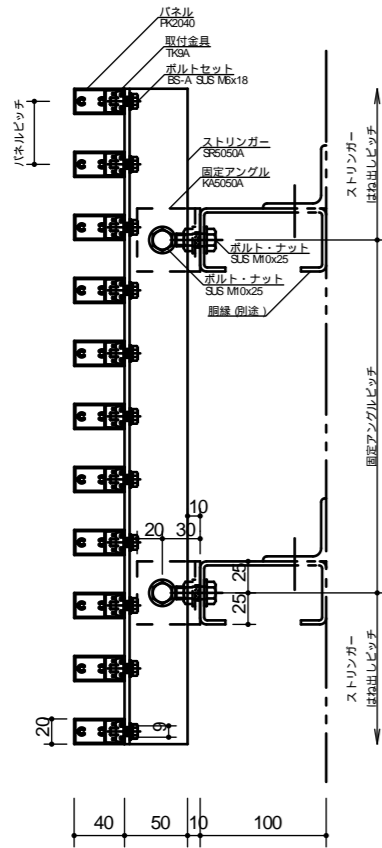 パネル
PK2040
取付金具
TK9A
ボルトセット
BS-A SUS M6x18
パネルピッチ
ストリンガー
SR5050A
固定アングル
KA5050A
ストリンガー
はね出しピッチ
ボルト・ナット
SUS M10x25
ボルト・ナット
SUS M10x25
胴縁 (別途)
固定アングルピッチ
10
20
30
25
25
ストリンガー
はね出しピッチ
20
9
40
50
10
100